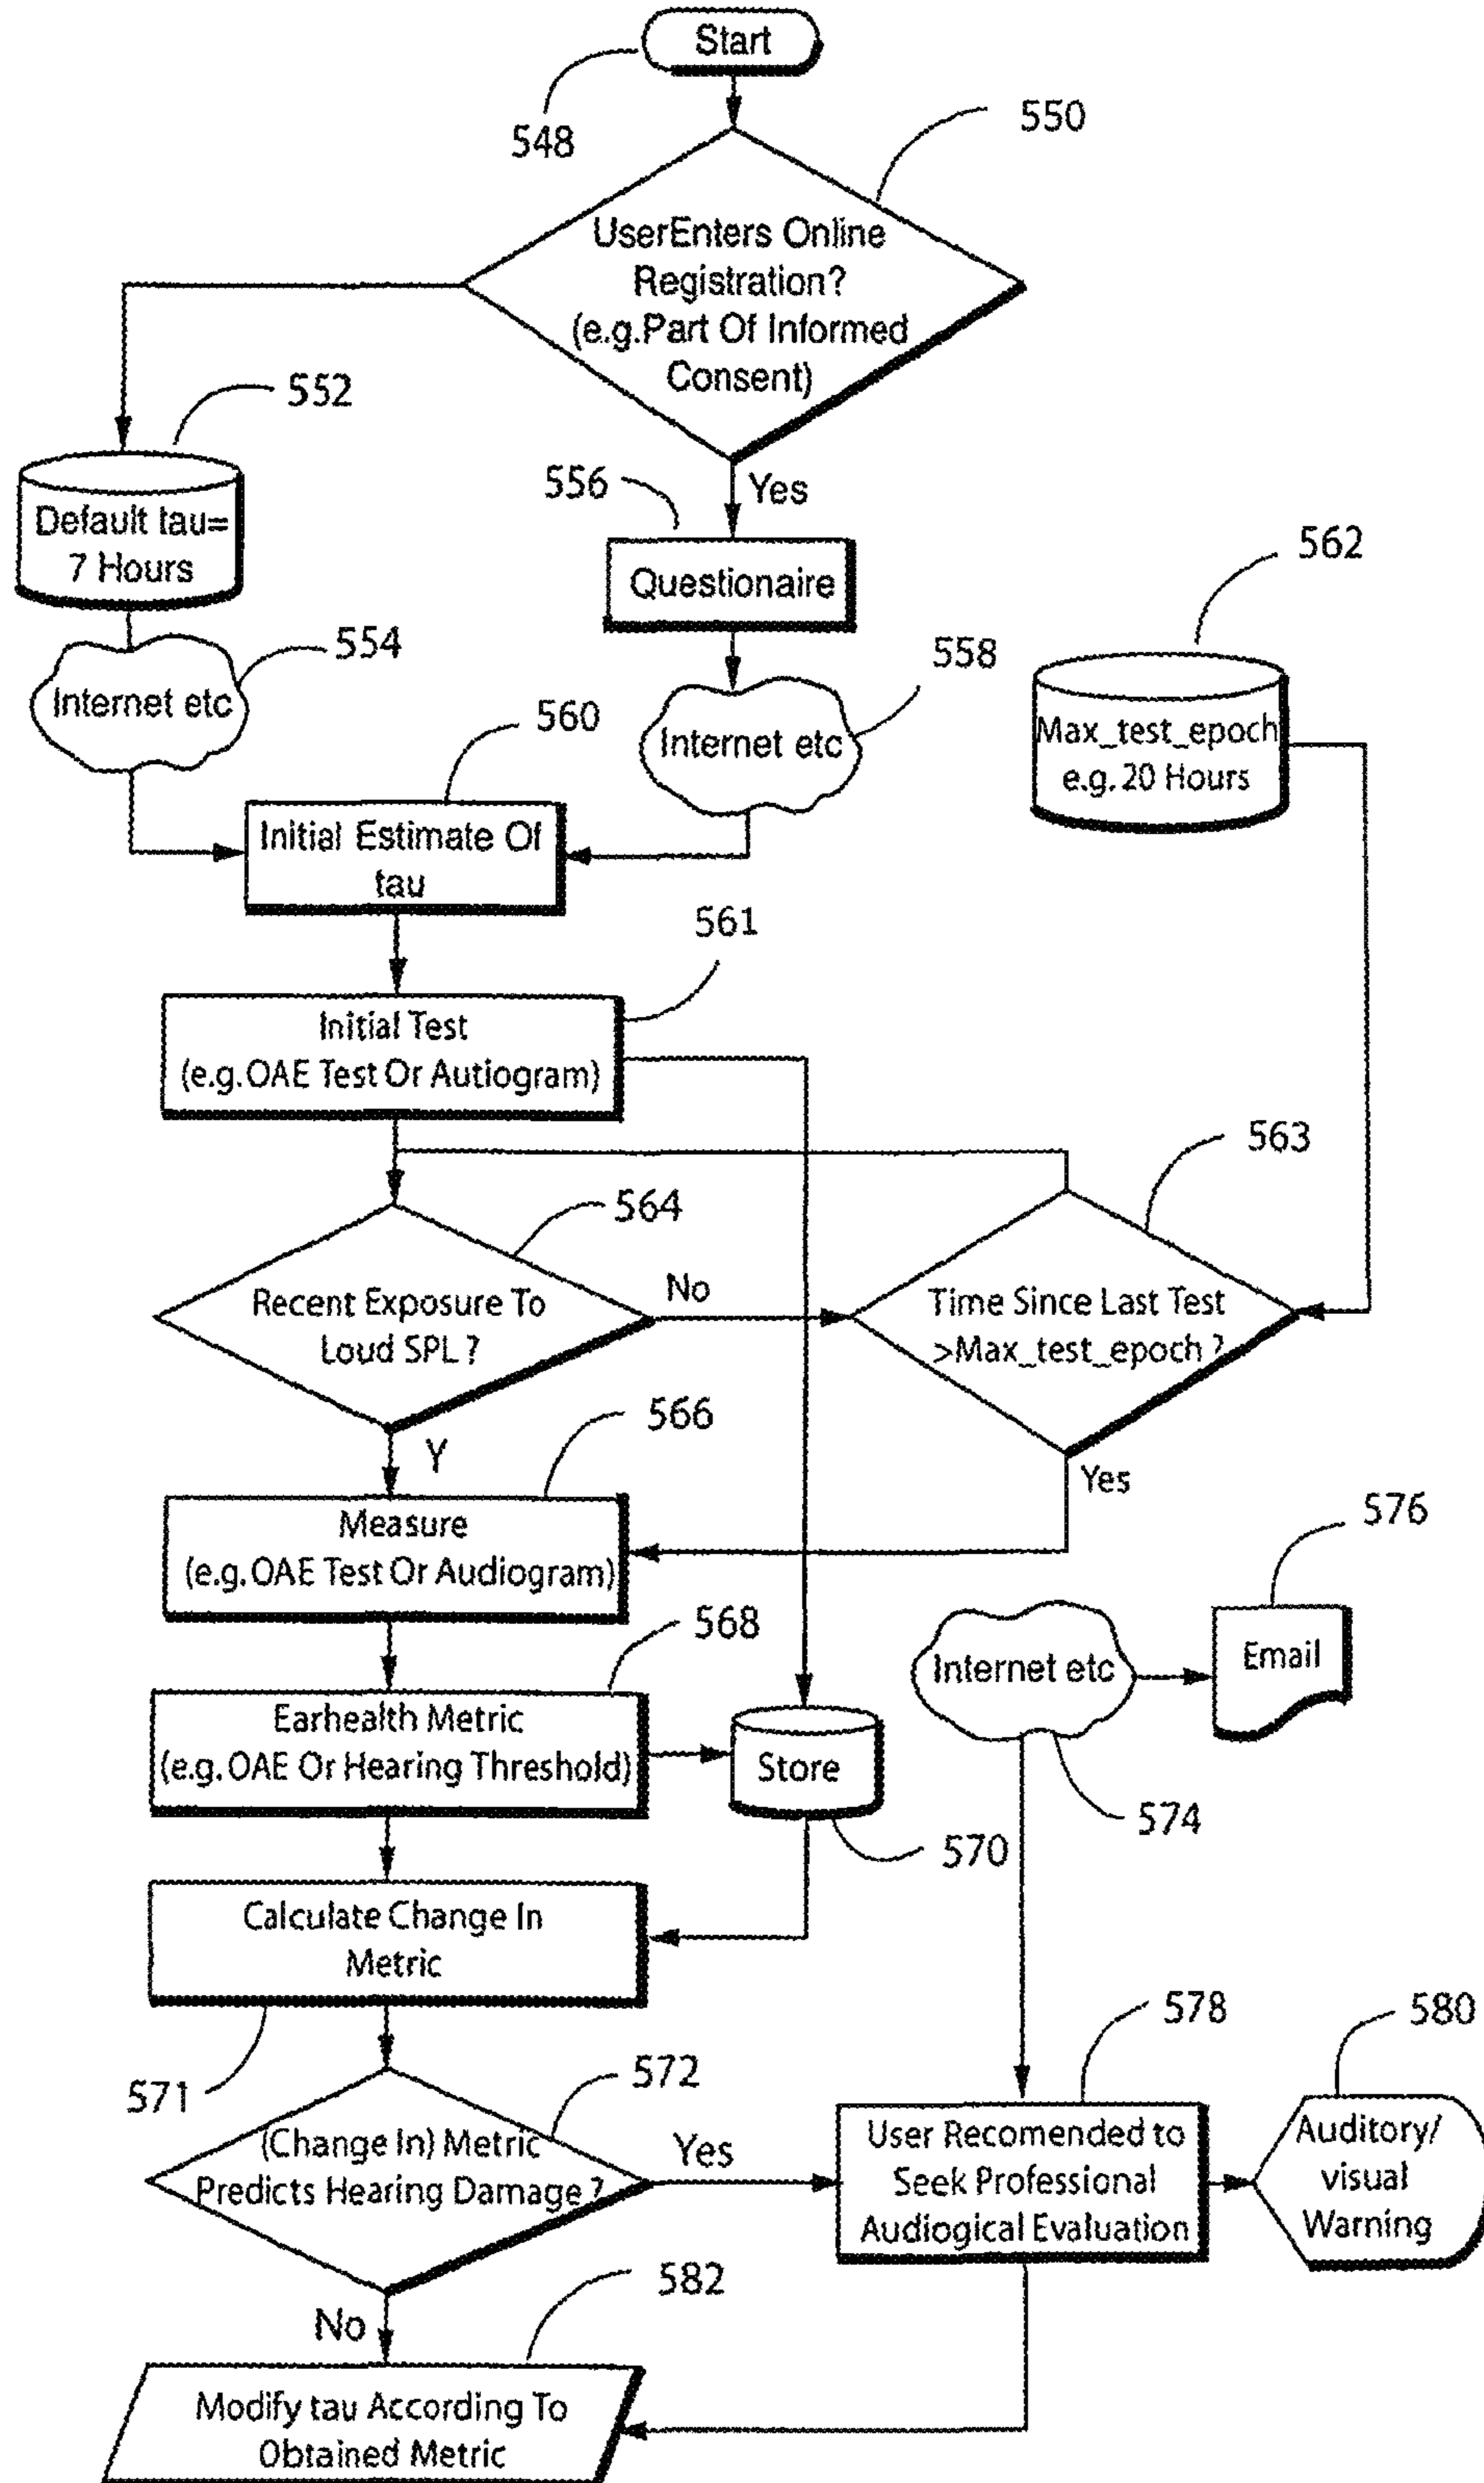 Start
548
550
UserEnters Online
Registration?
(e.g.Part Of Informed
Consent)
552
Default tau=
7 Hours
556
Yes
Questionaire
562
Max_test_epoch
e.g. 20 Hours
554
Internet etc
558
Internet etc
560
Initial Estimate Of
tau
561
Initial Test
(e.g. OAE Test Or Autiogram)
563
564
Recent Exposure To
Loud SPL ?
No
Time Since Last Test
>Max_test_epoch ?
566
Y
Yes
Measure
(e.g. OAE Test Or Audiogram)
576
Email
568
Internet etc
574
Earhealth Metric
(e.g. OAE Or Hearing Threshold)
Store
570
Calculate Change In
Metric
571
572
(Change In) Metric
Predicts Hearing Damage ?
Yes
578
User Recomended to
Seek Professional
Audiogical Evaluation
580
Auditory/
visual
Warning
No
582
Modify tau According To
Obtained Metric